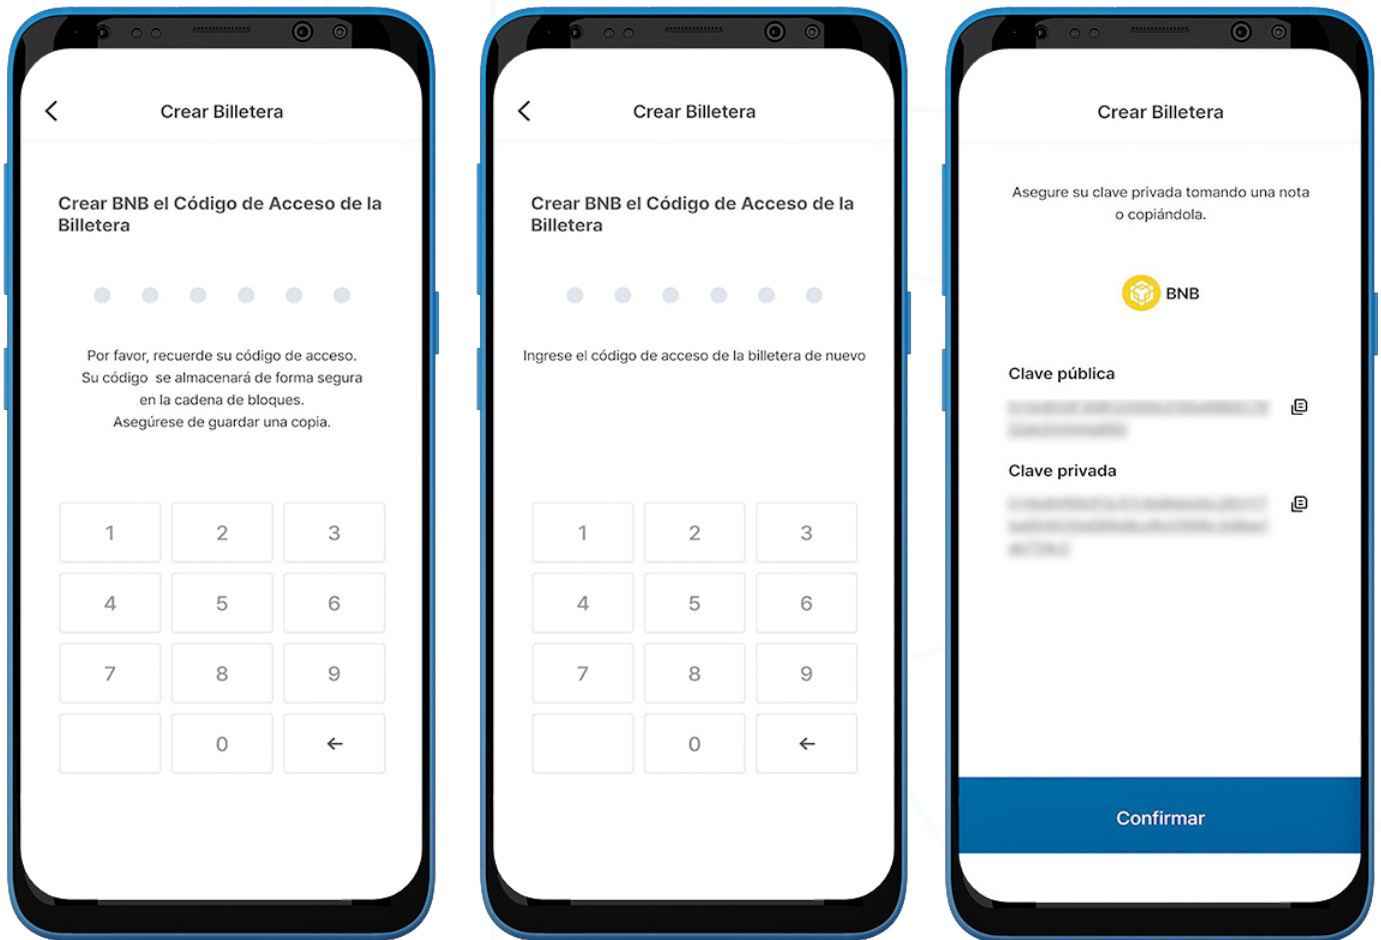 Crear Billetera
Crear BNB el Código de Acceso de la
Billetera
Por favor, recuerde su código de acceso.
Su código se almacenará de forma segura
en la cadena de bloques.
Asegúrese de guardar una copia.
1 2 3
4 5 6
7 8 9
0 ←
Crear Billetera
Crear BNB el Código de Acceso de la
Billetera
Ingrese el código de acceso de la billetera de nuevo
1 2 3
4 5 6
7 8 9
0 ←
Crear Billetera
Asegure su clave privada tomando una nota
o copiándola.
BNB
Clave pública
Clave privada
Confirmar